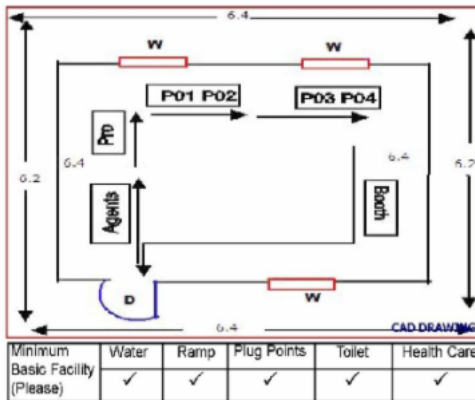 6.4
W
W
P01 P02
P03 P04
Pro
6.4
6.4
6.2
6.2
Agents
Booth
D
W
6.4
CAD DRAWING
Minimum Basic Facility (Please)
Water
Ramp
Plug Points
Toilet
Health Care
✓
✓
✓
✓
✓